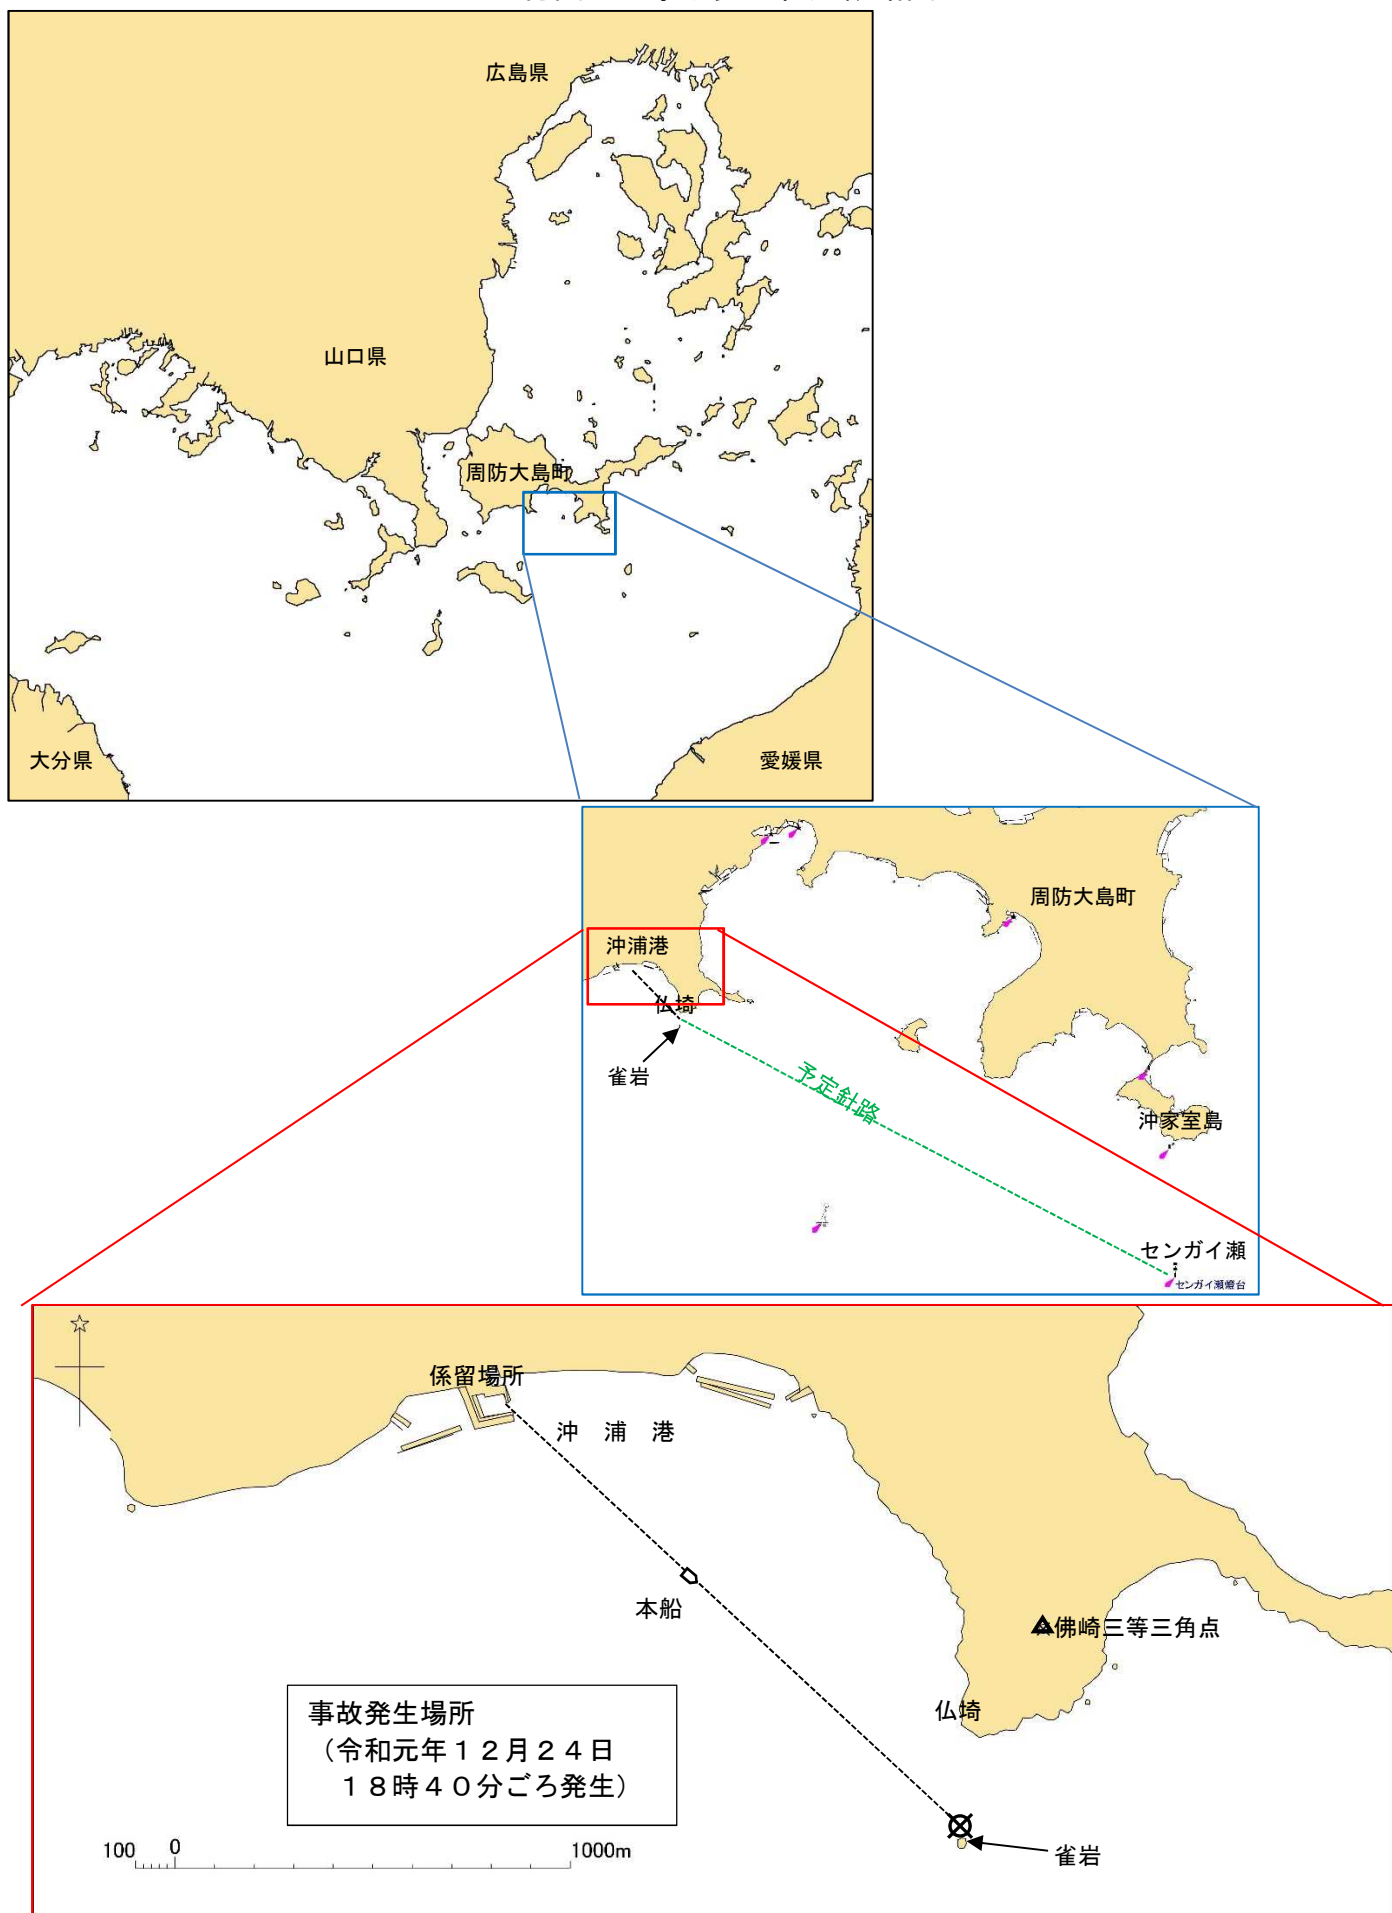 広島県
山口県
周防大島町
大分県
愛媛県
周防大島町
沖浦港
仏埼
雀岩
予定針路
沖家室島
センガイ瀬
センガイ瀬燈台
係留場所
沖 浦 港
本船
佛崎三等三角点
仏埼
事故発生場所
（令和元年１２月２４日
１８時４０分ごろ発生）
雀岩
100 0 1000m